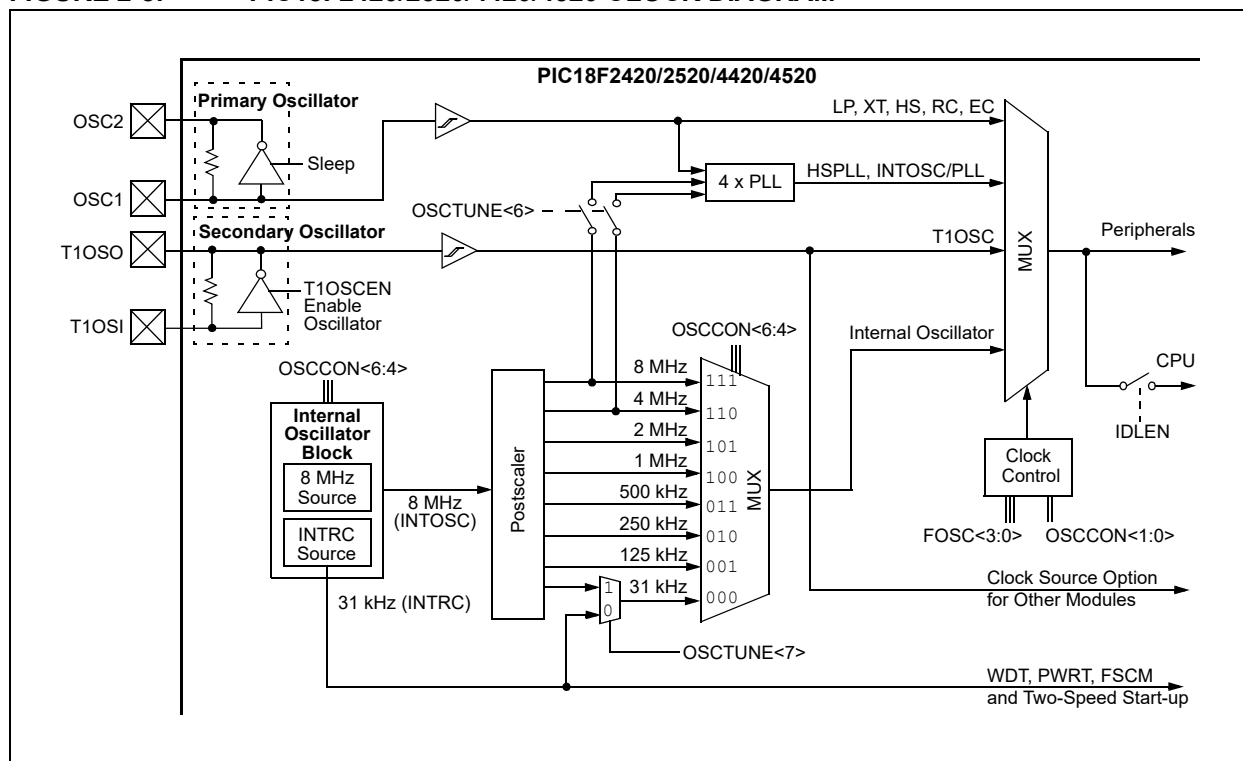 PIC18F2420/2520/4420/4520
Primary Oscillator
OSC2
Sleep
OSC1
LP, XT, HS, RC, EC
4 x PLL
HSPLL, INTOSC/PLL
OSCTUNE<6>
Secondary Oscillator
T1OSO
T1OSCEN
Enable
Oscillator
T1OSI
T1OSC
MUX
Peripherals
Internal Oscillator
CPU
IDLEN
Clock
Control
FOSC<3:0>
OSCCON<1:0>
OSCCON<6:4>
Internal
Oscillator
Block
8 MHz
Source
INTRC
Source
8 MHz
(INTOSC)
31 kHz (INTRC)
Postscaler
OSCCON<6:4>
8 MHz
111
4 MHz
110
2 MHz
101
1 MHz
100
500 kHz
011
250 kHz
010
125 kHz
001
1
0
31 kHz
000
MUX
OSCTUNE<7>
Clock Source Option
for Other Modules
WDT, PWRT, FSCM
and Two-Speed Start-up